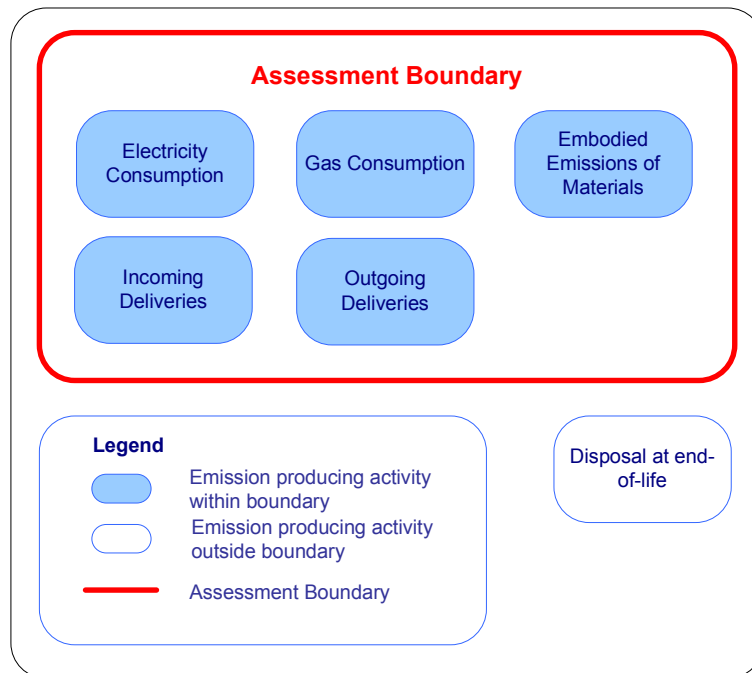 Assessment Boundary
Electricity
Consumption
Gas Consumption
Embodied
Emissions of
Materials
Incoming
Deliveries
Outgoing
Deliveries
Legend
Emission producing activity
within boundary
Emission producing activity
outside boundary
Assessment Boundary
Disposal at end-
of-life